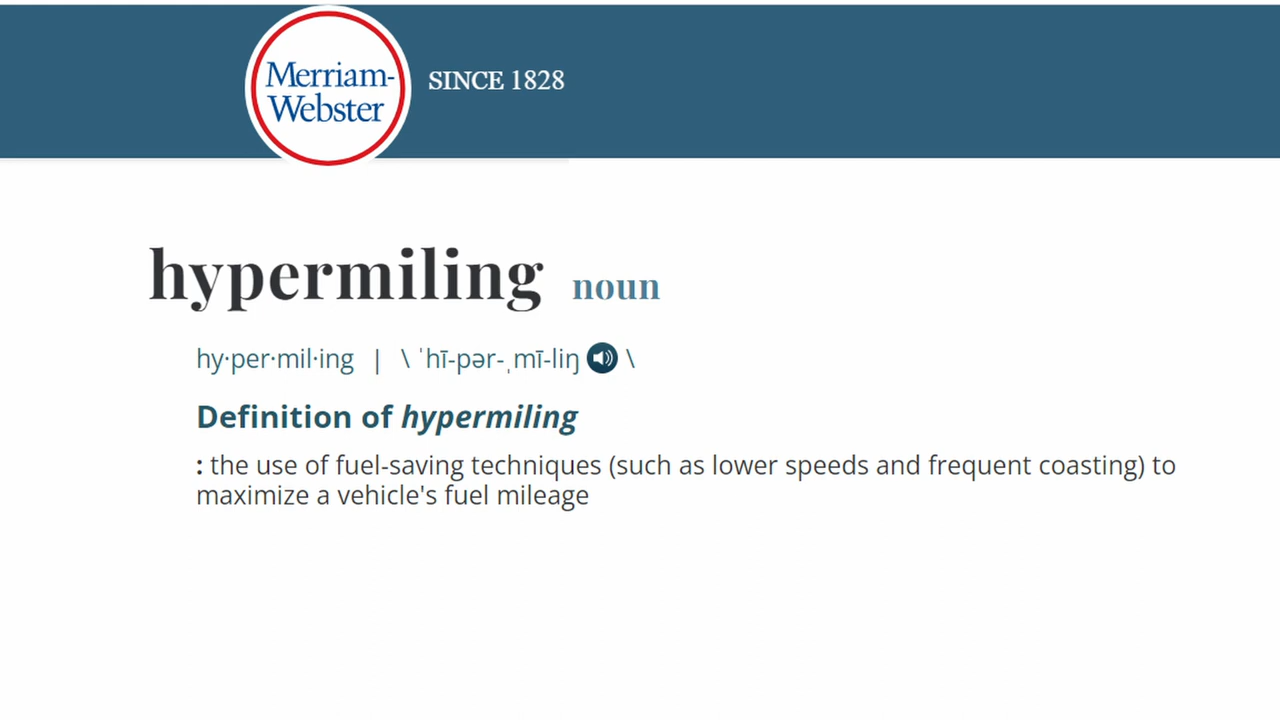 Merriam-
Webster
SINCE 1828
hypermiling noun
hy·per·mil·ing | \ ˈhī-pər-ˌmī-liŋ \
Definition of hypermiling
: the use of fuel-saving techniques (such as lower speeds and frequent coasting) to
maximize a vehicle's fuel mileage